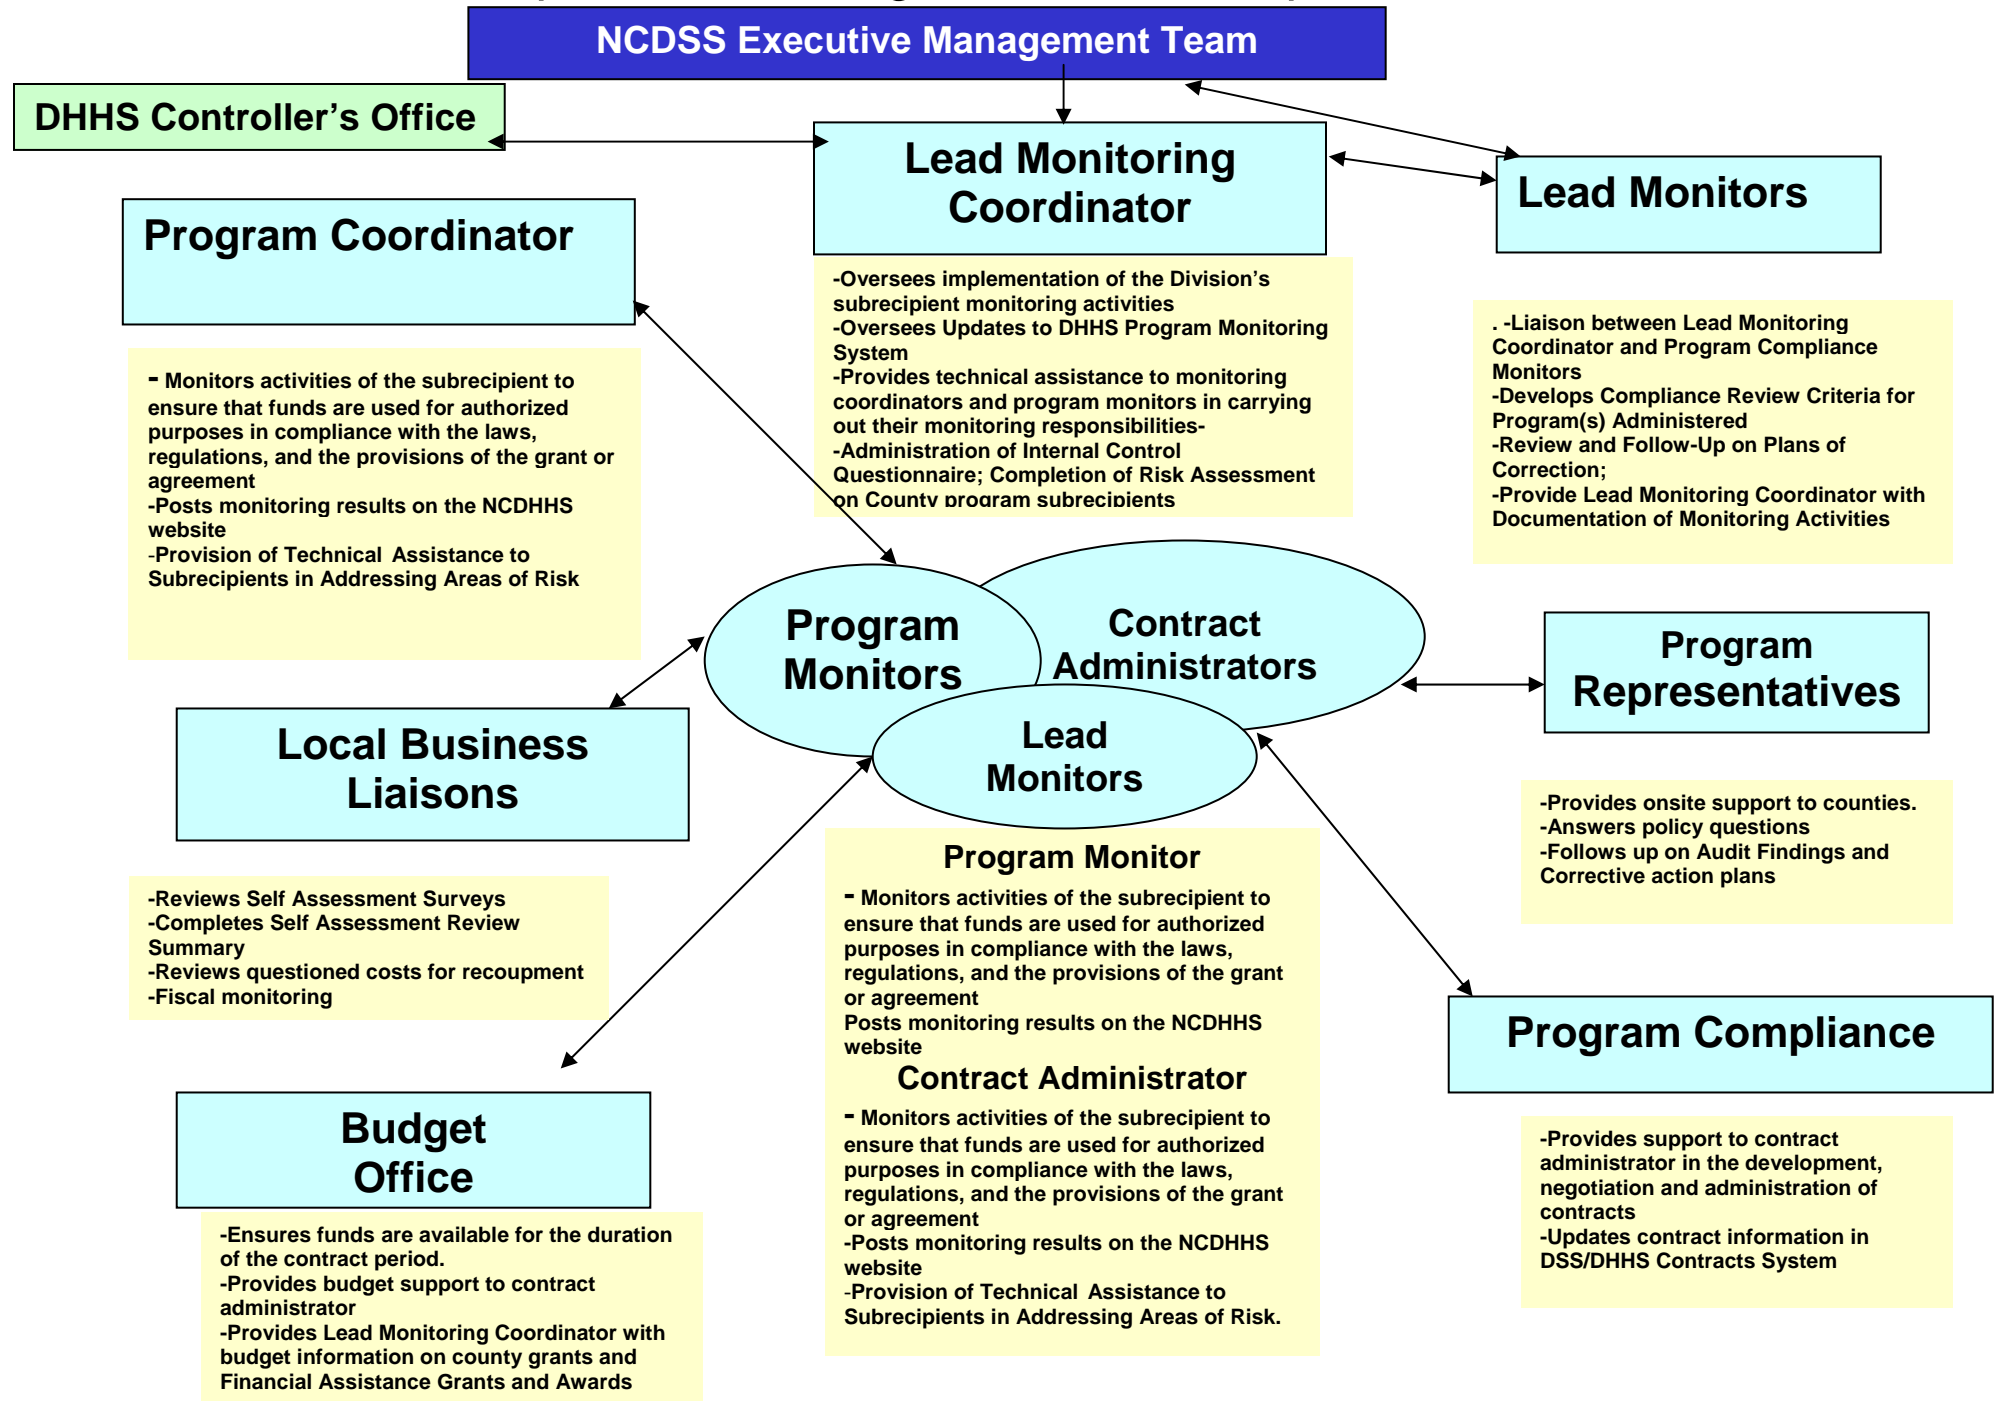 NCDSS Executive Management Team
DHHS Controller's Office
Lead Monitoring
Coordinator
Lead Monitors
Program Coordinator
-Oversees implementation of the Division's
subrecipient monitoring activities
-Oversees Updates to DHHS Program Monitoring
System
-Provides technical assistance to monitoring
coordinators and program monitors in carrying
out their monitoring responsibilities-
-Administration of Internal Control
Questionnaire; Completion of Risk Assessment
on County program subrecipients
. -Liaison between Lead Monitoring
Coordinator and Program Compliance
Monitors
-Develops Compliance Review Criteria for
Program(s) Administered
-Review and Follow-Up on Plans of
Correction;
-Provide Lead Monitoring Coordinator with
Documentation of Monitoring Activities
- Monitors activities of the subrecipient to
ensure that funds are used for authorized
purposes in compliance with the laws,
regulations, and the provisions of the grant or
agreement
-Posts monitoring results on the NCDHHS
website
-Provision of Technical Assistance to
Subrecipients in Addressing Areas of Risk
Program
Monitors
Contract
Administrators
Lead
Monitors
Program
Representatives
Local Business
Liaisons
-Provides onsite support to counties.
-Answers policy questions
-Follows up on Audit Findings and
Corrective action plans
-Reviews Self Assessment Surveys
-Completes Self Assessment Review
Summary
-Reviews questioned costs for recoupment
-Fiscal monitoring
Program Monitor
- Monitors activities of the subrecipient to
ensure that funds are used for authorized
purposes in compliance with the laws,
regulations, and the provisions of the grant
or agreement
Posts monitoring results on the NCDHHS
website
Contract Administrator
- Monitors activities of the subrecipient to
ensure that funds are used for authorized
purposes in compliance with the laws,
regulations, and the provisions of the grant
or agreement
-Posts monitoring results on the NCDHHS
website
-Provision of Technical Assistance to
Subrecipients in Addressing Areas of Risk.
Program Compliance
Budget
Office
-Provides support to contract
administrator in the development,
negotiation and administration of
contracts
-Updates contract information in
DSS/DHHS Contracts System
-Ensures funds are available for the duration
of the contract period.
-Provides budget support to contract
administrator
-Provides Lead Monitoring Coordinator with
budget information on county grants and
Financial Assistance Grants and Awards